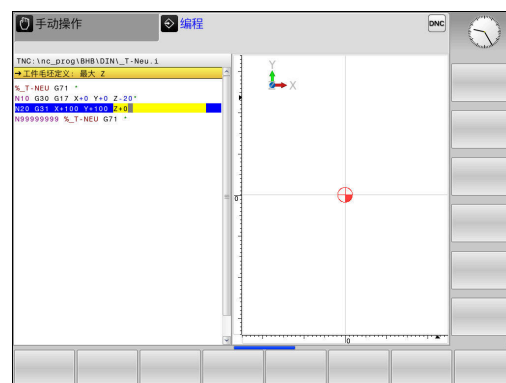 手动操作
编程
DNC
TNC:\nc_prog\BHB\DIN\_T-Neu.i
→工件毛坯定义: 最大 Z
%_T-NEU G71 *
N10 G30 G17 X+0 Y+0 Z-20*
N20 G31 X+100 Y+100 Z+0
N99999999 %_T-NEU G71 *
Y
X
0
0